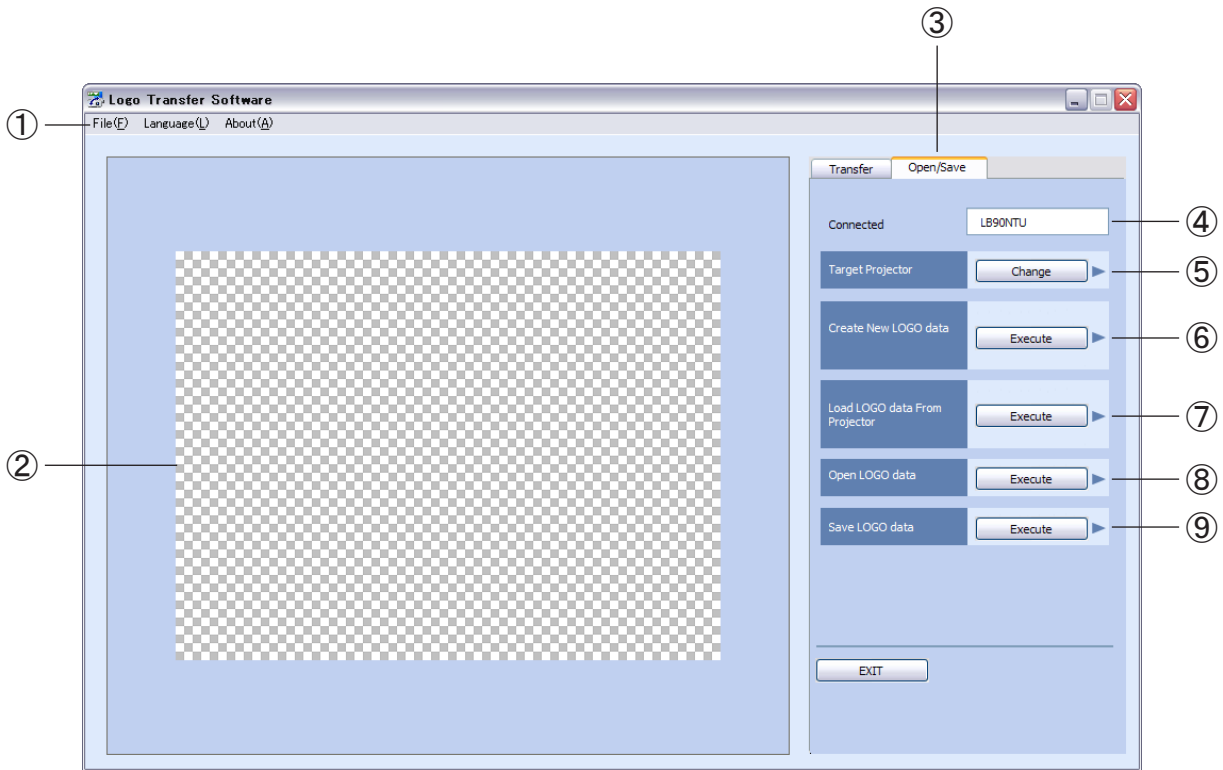 ③
Logo Transfer Software
①
File(F) Language(L) About(A)
Transfer Open/Save
Connected LB90NTU ④
Target Projector Change ⑤
Create New LOGO data Execute ⑥
Load LOGO data From
Projector Execute ⑦
②
Open LOGO data Execute ⑧
Save LOGO data Execute ⑨
EXIT